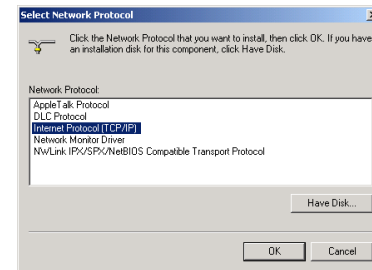 Select Network Protocol
Click the Network Protocol that you want to install, then click OK. If you have
an installation disk for this component, click Have Disk.
Network Protocol:
AppleTalk Protocol
DLC Protocol
Internet Protocol (TCP/IP)
Network Monitor Driver
NWLink IPX/SPX/NetBIOS Compatible Transport Protocol
Have Disk...
OK
Cancel